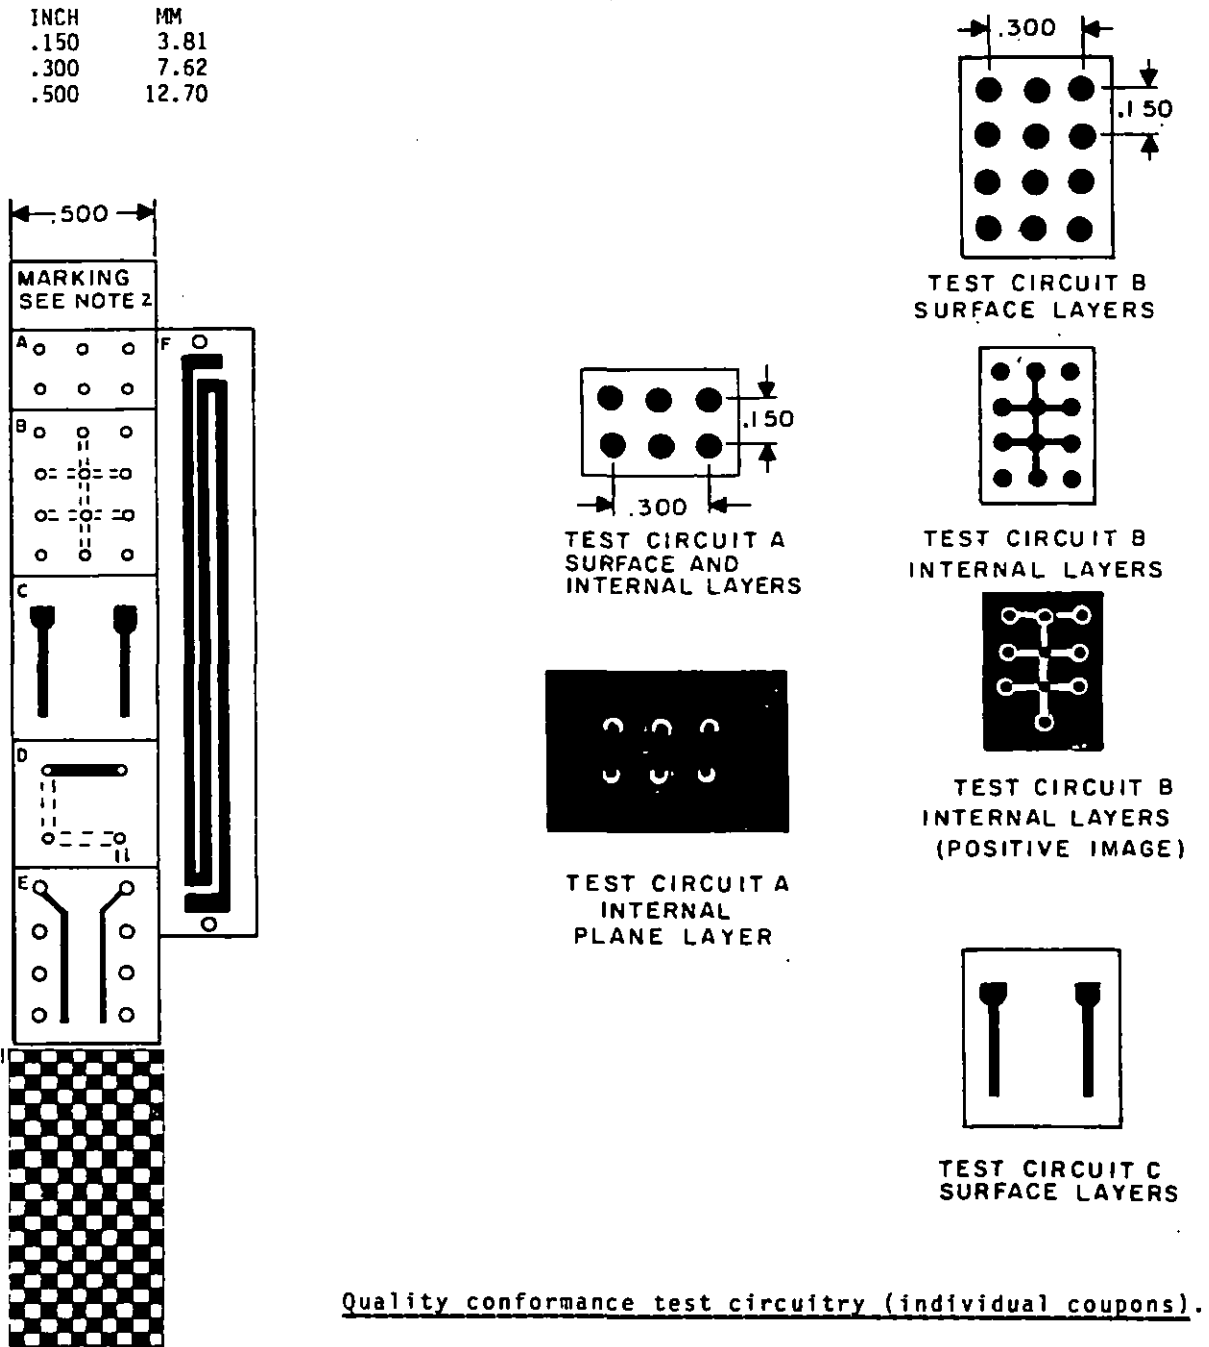 INCH MM
.150 3.81
.300 7.62
.500 12.70
.500
MARKING
SEE NOTE 2
A
F
B
C
D
E
.150
.300
TEST CIRCUIT A
SURFACE AND
INTERNAL LAYERS
TEST CIRCUIT A
INTERNAL
PLANE LAYER
.300
.150
TEST CIRCUIT B
SURFACE LAYERS
TEST CIRCUIT B
INTERNAL LAYERS
TEST CIRCUIT B
INTERNAL LAYERS
(POSITIVE IMAGE)
TEST CIRCUIT C
SURFACE LAYERS
Quality conformance test circuitry (individual coupons).